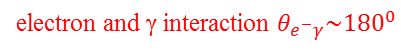 electron and γ interaction θ_{e⁻γ}~180⁰